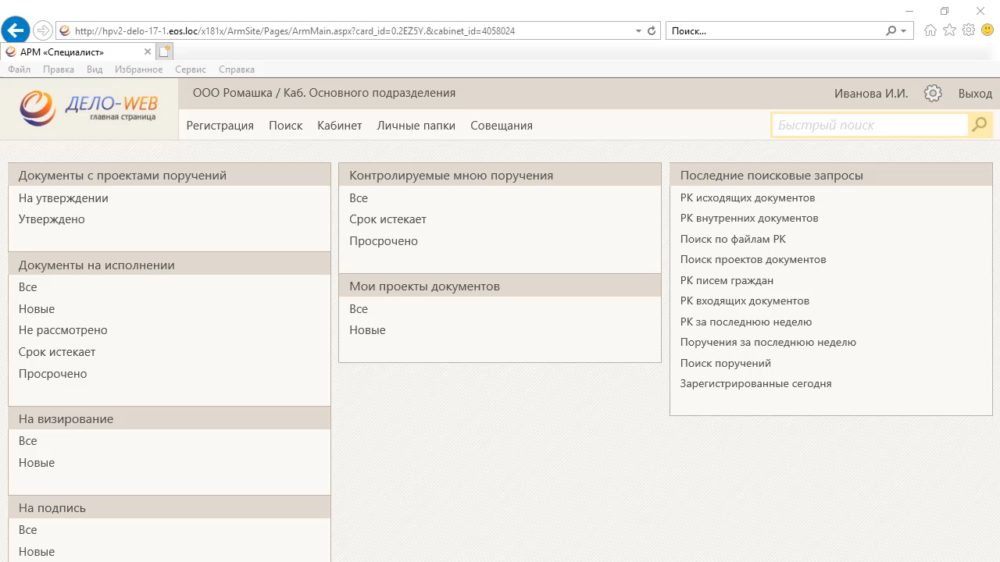 http://hpv2-delo-17-1.eos.loc/x181x/ArmSite/Pages/ArmMain.aspx?card_id=0.2EZ5Y.&cabinet_id=4058024
Поиск...
АРМ «Специалист»
Файл Правка Вид Избранное Сервис Справка
ДЕЛО-WEB
главная страница
ООО Ромашка / Каб. Основного подразделения
Иванова И.И.
Выход
Регистрация Поиск Кабинет Личные папки Совещания
Быстрый поиск
Документы с проектами поручений
На утверждении
Утверждено
Документы на исполнении
Все
Новые
Не рассмотрено
Срок истекает
Просрочено
На визирование
Все
Новые
На подпись
Все
Новые
Контролируемые мною поручения
Все
Срок истекает
Просрочено
Мои проекты документов
Все
Новые
Последние поисковые запросы
РК исходящих документов
РК внутренних документов
Поиск по файлам РК
Поиск проектов документов
РК писем граждан
РК входящих документов
РК за последнюю неделю
Поручения за последнюю неделю
Поиск поручений
Зарегистрированные сегодня